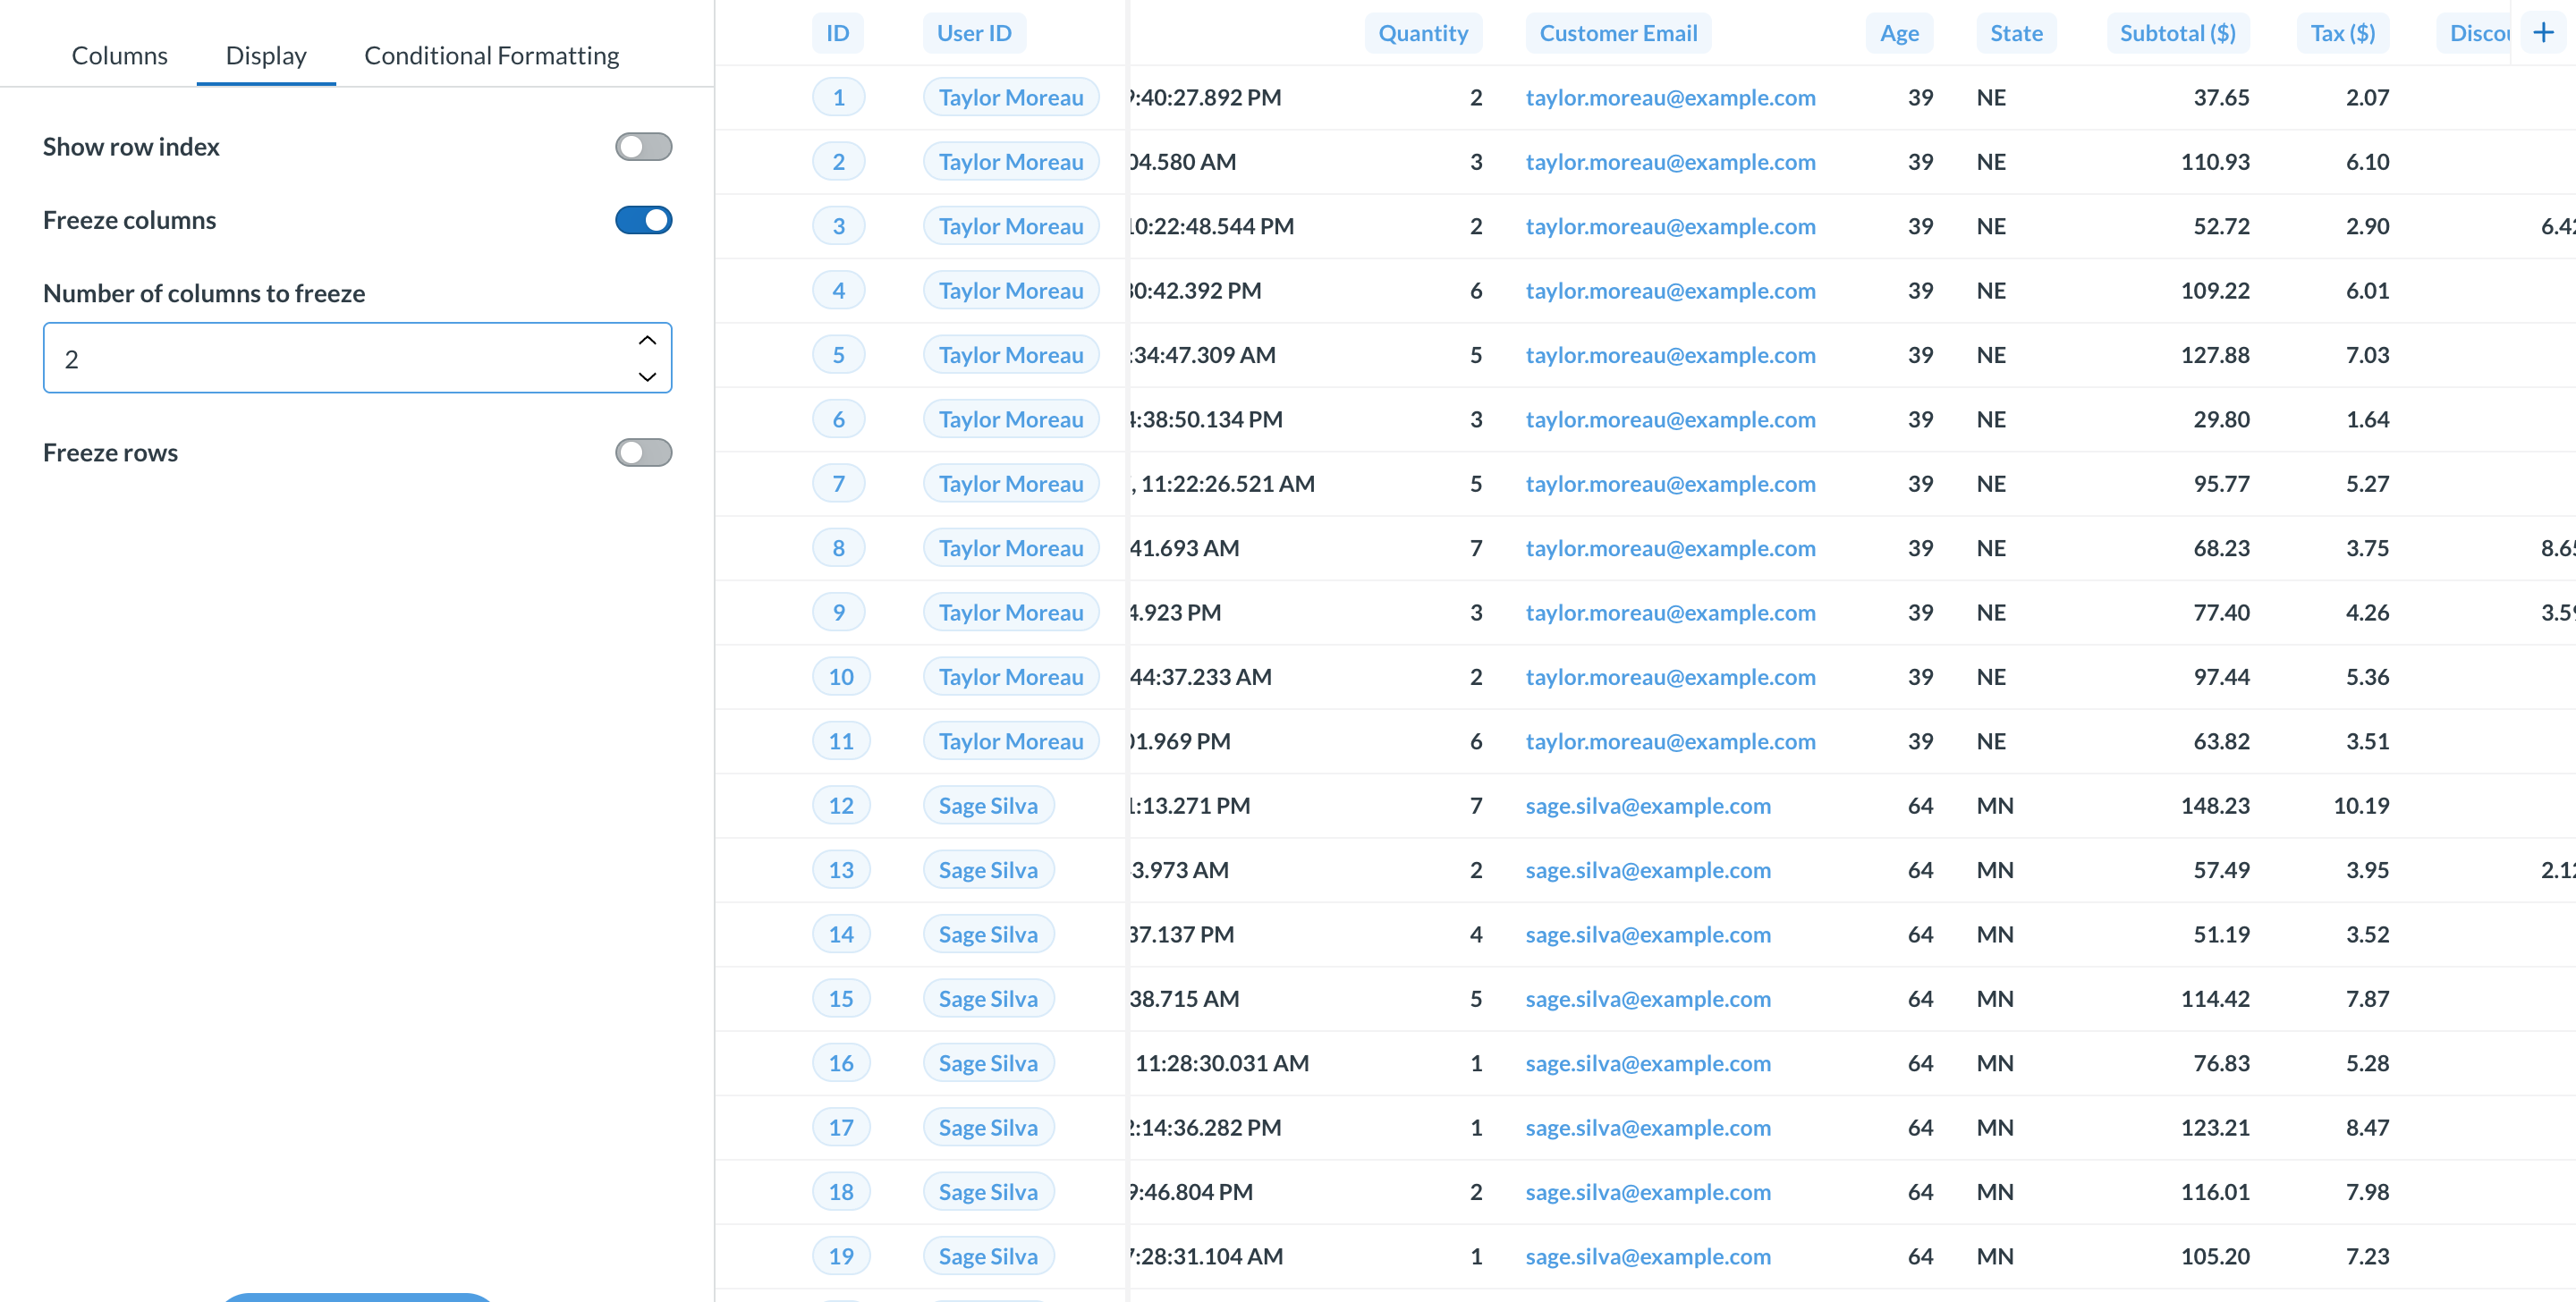 Columns Display Conditional Formatting
Show row index
Freeze columns
Number of columns to freeze
2
Freeze rows
ID User ID Quantity Customer Email Age State Subtotal ($) Tax ($)
1 Taylor Moreau :40:27.892 PM 2 taylor.moreau@example.com 39 NE 37.65 2.07
2 Taylor Moreau 04.580 AM 3 taylor.moreau@example.com 39 NE 110.93 6.10
3 Taylor Moreau 10:22:48.544 PM 2 taylor.moreau@example.com 39 NE 52.72 2.90 6.42
4 Taylor Moreau 30:42.392 PM 6 taylor.moreau@example.com 39 NE 109.22 6.01
5 Taylor Moreau :34:47.309 AM 5 taylor.moreau@example.com 39 NE 127.88 7.03
6 Taylor Moreau 4:38:50.134 PM 3 taylor.moreau@example.com 39 NE 29.80 1.64
7 Taylor Moreau , 11:22:26.521 AM 5 taylor.moreau@example.com 39 NE 95.77 5.27
8 Taylor Moreau 41.693 AM 7 taylor.moreau@example.com 39 NE 68.23 3.75 8.65
9 Taylor Moreau 4.923 PM 3 taylor.moreau@example.com 39 NE 77.40 4.26 3.59
10 Taylor Moreau 44:37.233 AM 2 taylor.moreau@example.com 39 NE 97.44 5.36
11 Taylor Moreau 01.969 PM 6 taylor.moreau@example.com 39 NE 63.82 3.51
12 Sage Silva 1:13.271 PM 7 sage.silva@example.com 64 MN 148.23 10.19
13 Sage Silva 3.973 AM 2 sage.silva@example.com 64 MN 57.49 3.95 2.12
14 Sage Silva 37.137 PM 4 sage.silva@example.com 64 MN 51.19 3.52
15 Sage Silva 38.715 AM 5 sage.silva@example.com 64 MN 114.42 7.87
16 Sage Silva 11:28:30.031 AM 1 sage.silva@example.com 64 MN 76.83 5.28
17 Sage Silva 2:14:36.282 PM 1 sage.silva@example.com 64 MN 123.21 8.47
18 Sage Silva 9:46.804 PM 2 sage.silva@example.com 64 MN 116.01 7.98
19 Sage Silva 7:28:31.104 AM 1 sage.silva@example.com 64 MN 105.20 7.23